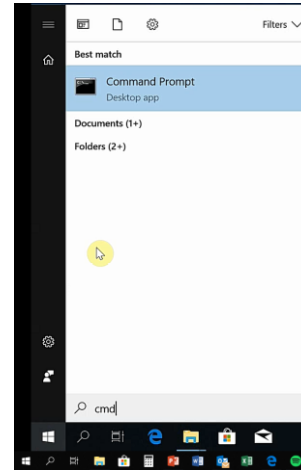 Filters
Best match
Command Prompt
Desktop app
Documents (1+)
Folders (2+)
cmd